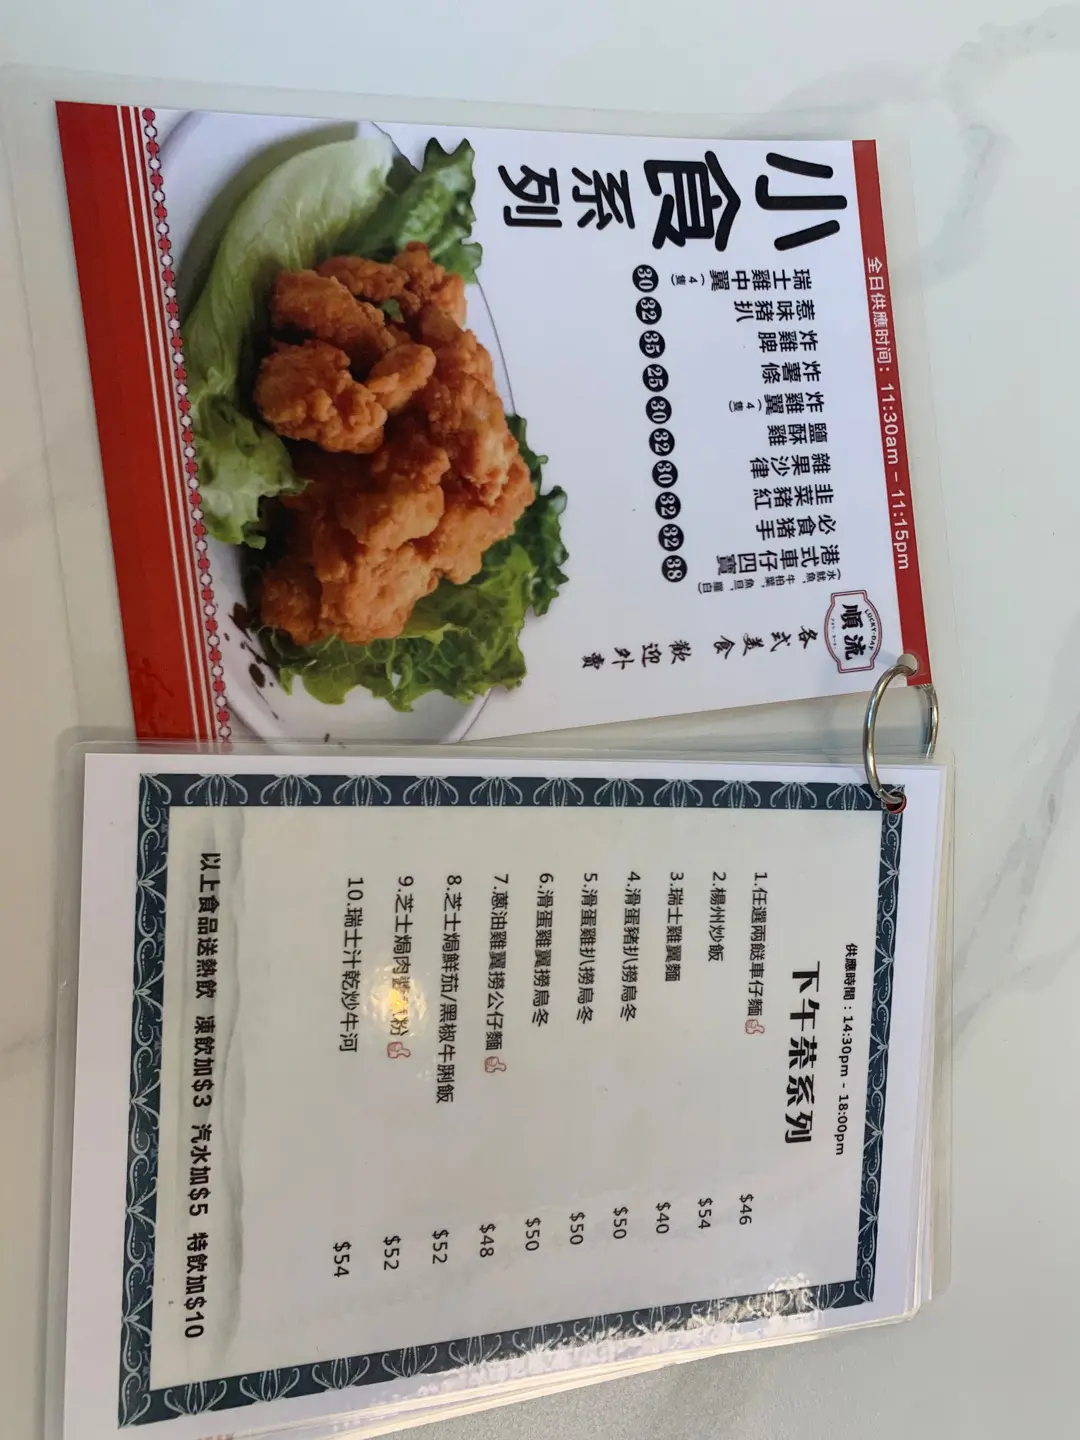 全日供應时间：11:30am – 11:15pm
小食系列
瑞士雞中翼（4隻） 30
惹味豬扒 32
炸雞脾 35
炸薯條 25
炸雞翼（4隻） 30
鹽酥雞 32
雜果沙律 30
韭菜豬紅 32
必食豬手 32
港式車仔四寶 38
LUCKY·DAY
順流
各式美食
歡迎外賣
供應時間：14:30pm - 18:00pm
下午茶系列
1.任選兩餸車仔麵 $46
2.楊州炒飯 $54
3.瑞士雞翼麵 $40
4.滑蛋豬扒撈烏冬 $50
5.滑蛋雞扒撈烏冬 $50
6.滑蛋雞翼撈烏冬 $50
7.蔥油雞翼撈公仔麵 $48
8.芝士焗鮮茄/黑椒牛脷飯 $52
9.芝士焗肉醬粉 $52
10.瑞士汁乾炒牛河 $54
以上食品送熱飲 凍飲加$3 汽水加$5 特飲加$10